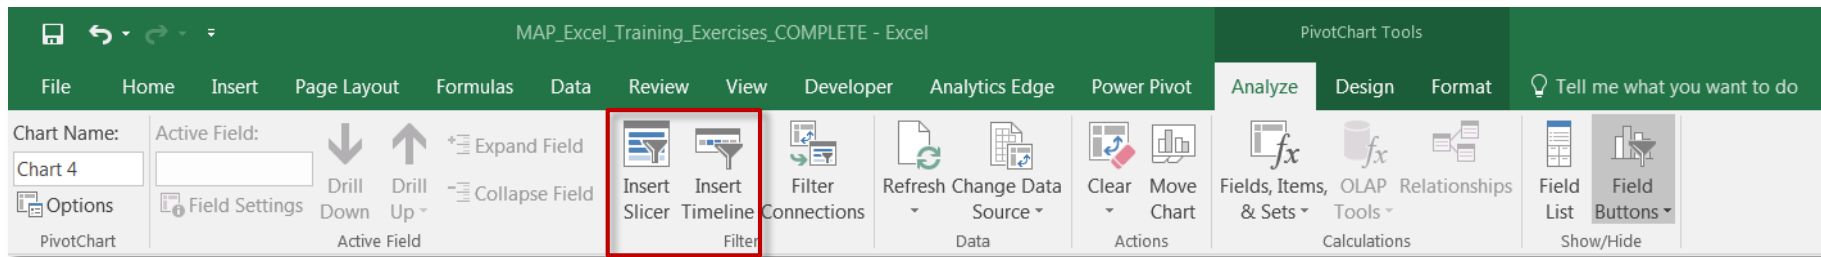 MAP_Excel_Training_Exercises_COMPLETE - Excel
PivotChart Tools
File Home Insert Page Layout Formulas Data Review View Developer Analytics Edge Power Pivot Analyze Design Format Tell me what you want to do
Chart Name:
Chart 4
Options
PivotChart
Active Field:
Field Settings
Drill Down
Drill Up
Expand Field
Collapse Field
Active Field
Insert Slicer
Insert Timeline
Filter Connections
Filter
Refresh
Change Data Source
Data
Clear
Move Chart
Actions
Fields, Items, & Sets
OLAP Tools
Relationships
Calculations
Field List
Field Buttons
Show/Hide